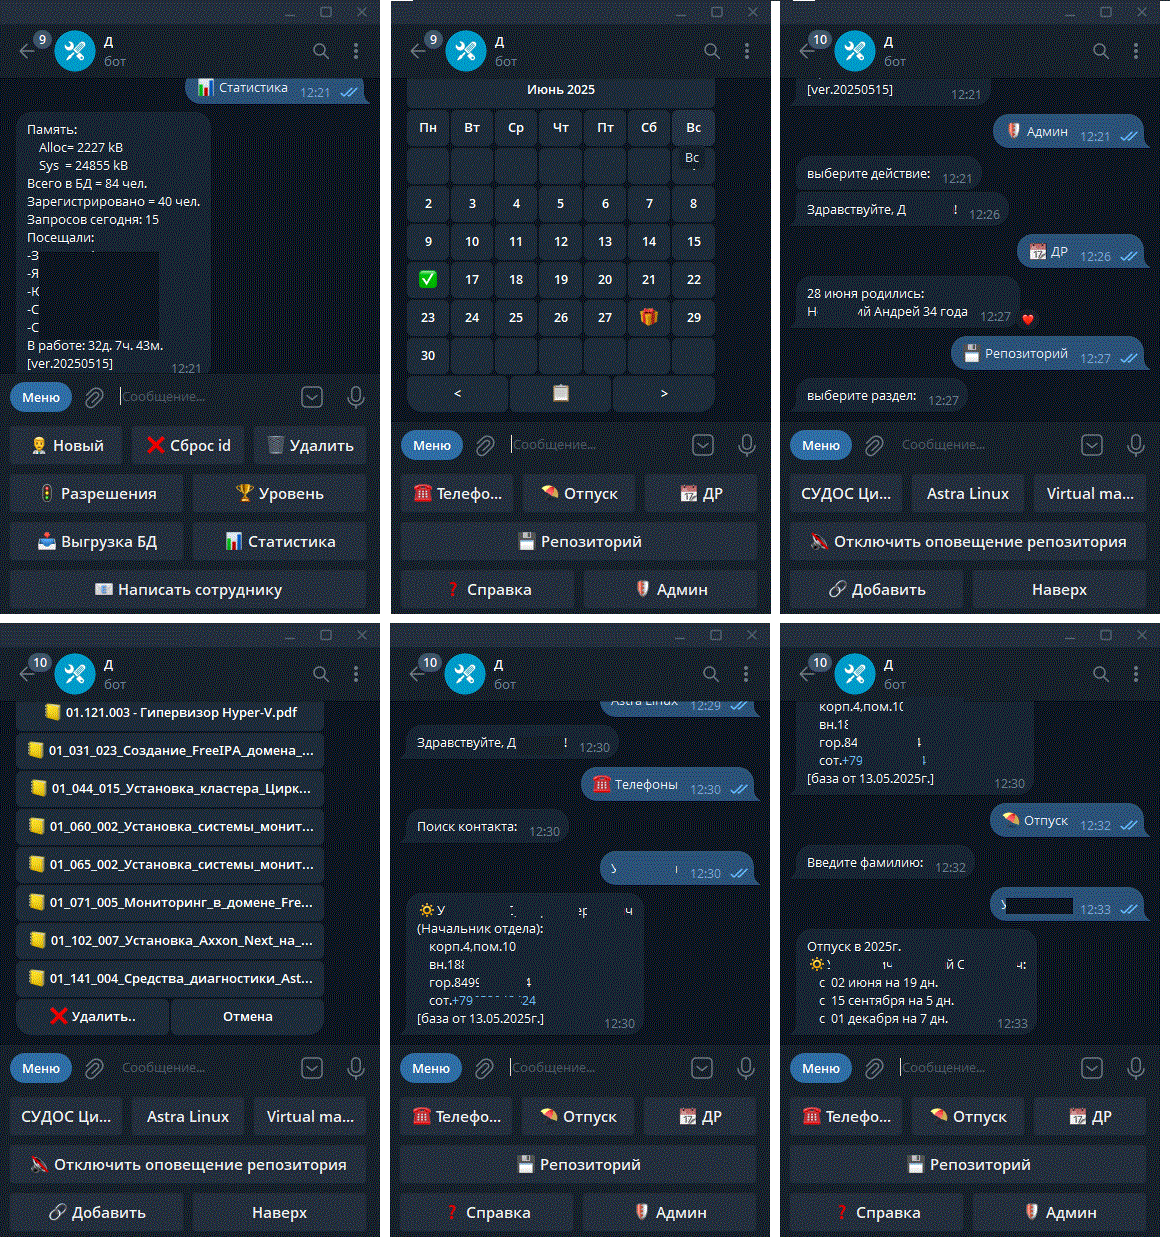 9
Д
бот
📊 Статистика 12:21
Память:
Alloc= 2227 kB
Sys = 24855 kB
Всего в БД = 84 чел.
Зарегистрировано = 40 чел.
Запросов сегодня: 15
Посещали:
-З
-Я
-Ю
-С
-С
В работе: 32д. 7ч. 43м.
[ver.20250515] 12:21
Меню Сообщение...
Новый ❌ Сброс id Удалить
Разрешения Уровень
Выгрузка БД Статистика
Написать сотруднику
9
Д
бот
Июнь 2025
Пн Вт Ср Чт Пт Сб Вс
Вс
2 3 4 5 6 7 8
9 10 11 12 13 14 15
✅ 17 18 19 20 21 22
23 24 25 26 27 🎁 29
30
< 📋 >
Меню Сообщение...
Телефо... Отпуск ДР
Репозиторий
? Справка Админ
10
Д
бот
[ver.20250515] 12:21
Админ 12:21
выберите действие: 12:21
Здравствуйте, Д ! 12:26
ДР 12:26
28 июня родились:
Н ий Андрей 34 года 12:27
Репозиторий 12:27
выберите раздел: 12:27
Меню Сообщение...
СУДОС Ци... Astra Linux Virtual ma...
Отключить оповещение репозитория
Добавить Наверх
10
Д
бот
01.121.003 - Гипервизор Hyper-V.pdf
01_031_023_Создание_FreeIPA_домена_...
01_044_015_Установка_кластера_Цирк...
01_060_002_Установка_системы_монит...
01_065_002_Установка_системы_монит...
01_071_005_Мониторинг_в_домене_Fre...
01_102_007_Установка_Axxon_Next_на_...
01_141_004_Средства_диагностики_Ast...
❌ Удалить.. Отмена
Меню Сообщение...
СУДОС Ци... Astra Linux Virtual ma...
Отключить оповещение репозитория
Добавить Наверх
10
Д
бот
Astra Linux 12:29
Здравствуйте, Д ! 12:30
Телефоны 12:30
Поиск контакта: 12:30
12:30
У ер ч
(Начальник отдела):
корп.4,пом.10
вн.18
гор.849 4
сот.+79 24
[база от 13.05.2025г.] 12:30
Меню Сообщение...
Телефо... Отпуск ДР
Репозиторий
? Справка Админ
10
Д
бот
корп.4,пом.10
вн.18
гор.84 4
сот.+79
[база от 13.05.2025г.] 12:30
Отпуск 12:32
Введите фамилию: 12:32
12:33
Отпуск в 2025г.
У ч й С ч:
с 02 июня на 19 дн.
с 15 сентября на 5 дн.
с 01 декабря на 7 дн. 12:33
Меню Сообщение...
Телефо... Отпуск ДР
Репозиторий
? Справка Админ